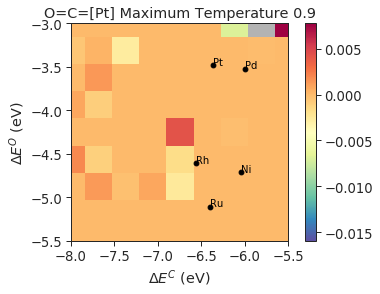 O=C=[Pt] Maximum Temperature 0.9
−3.0
−3.5
−4.0
−4.5
−5.0
−5.5
ΔE^O (eV)
Pt
Pd
Rh
Ni
Ru
−8.0 −7.5 −7.0 −6.5 −6.0 −5.5
ΔE^C (eV)
0.005
0.000
−0.005
−0.010
−0.015